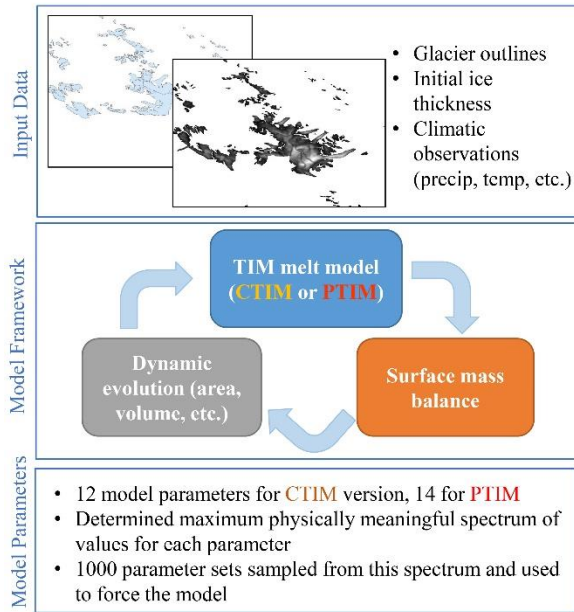 Input Data
• Glacier outlines
• Initial ice
thickness
• Climatic
observations
(precip, temp, etc.)
Model Framework
TIM melt model
(CTIM or PTIM)
Dynamic
evolution (area,
volume, etc.)
Surface mass
balance
Model Parameters
• 12 model parameters for CTIM version, 14 for PTIM
• Determined maximum physically meaningful spectrum of
values for each parameter
• 1000 parameter sets sampled from this spectrum and used
to force the model